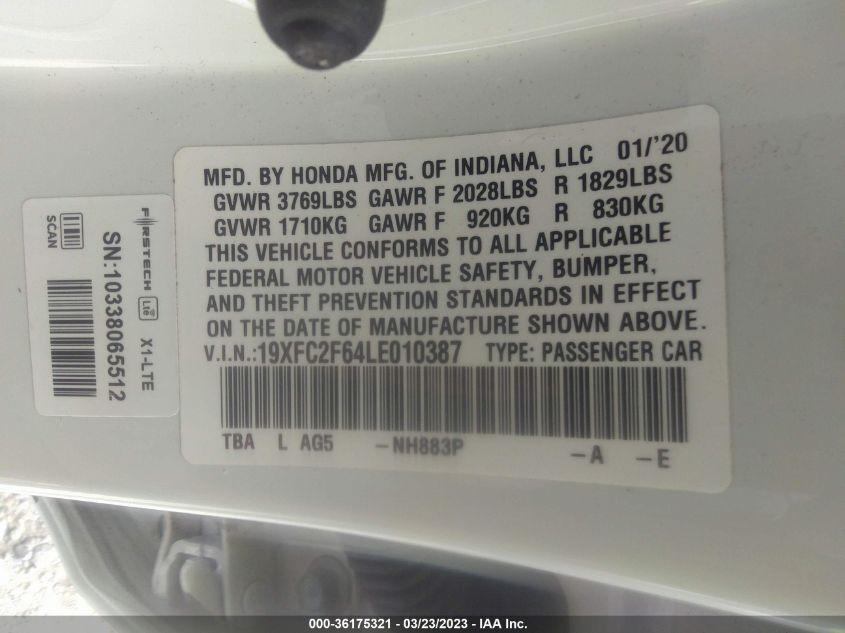 MFD. BY HONDA MFG. OF INDIANA, LLC 01/'20
GVWR 3769LBS GAWR F 2028LBS R 1829LBS
GVWR 1710KG GAWR F 920KG R 830KG
THIS VEHICLE CONFORMS TO ALL APPLICABLE
FEDERAL MOTOR VEHICLE SAFETY, BUMPER,
AND THEFT PREVENTION STANDARDS IN EFFECT
ON THE DATE OF MANUFACTURE SHOWN ABOVE.
V.I.N.:19XFC2F64LE010387 TYPE: PASSENGER CAR
TBA L AG5 -NH883P -A -E
FIRSTECH Lte X1-LTE
SN:10338065512
SCAN
000-36175321 - 03/23/2023 - IAA Inc.